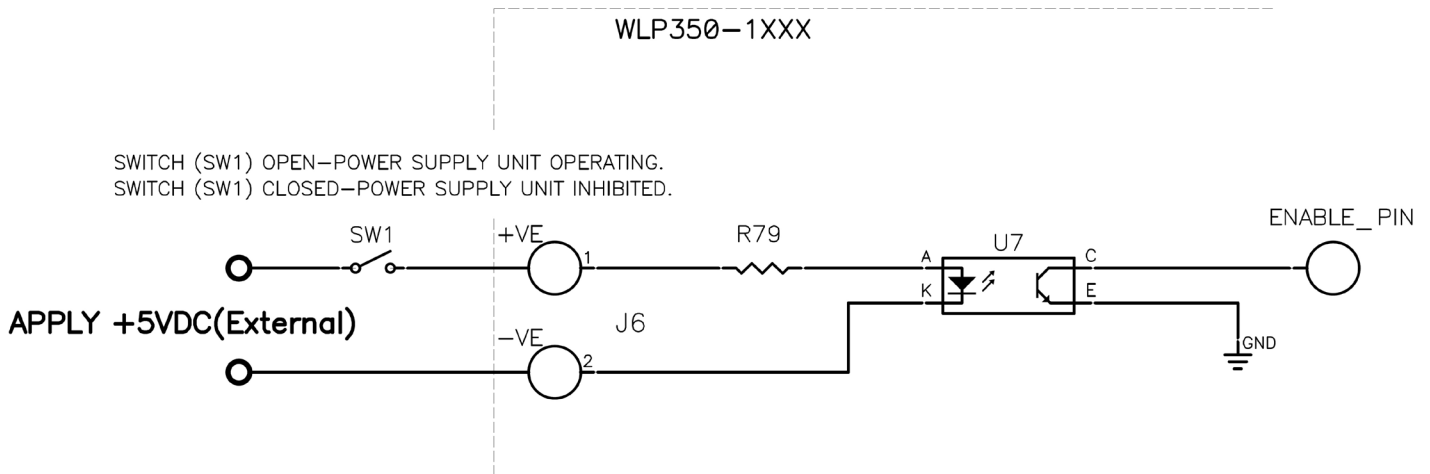 WLP350-1XXX
SWITCH (SW1) OPEN-POWER SUPPLY UNIT OPERATING.
SWITCH (SW1) CLOSED-POWER SUPPLY UNIT INHIBITED.
ENABLE_PIN
SW1
+VE
R79
U7
1
A
C
K
E
APPLY +5VDC(External)
-VE
J6
2
GND